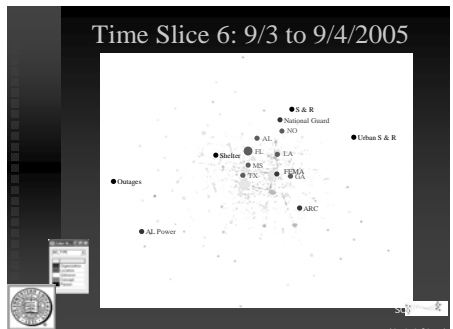 Time Slice 6: 9/3 to 9/4/2005
S & R
National Guard
NO
Urban S & R
AL
FL
LA
Shelter
MS
FEMA
TX
GA
Outages
ARC
AL Power